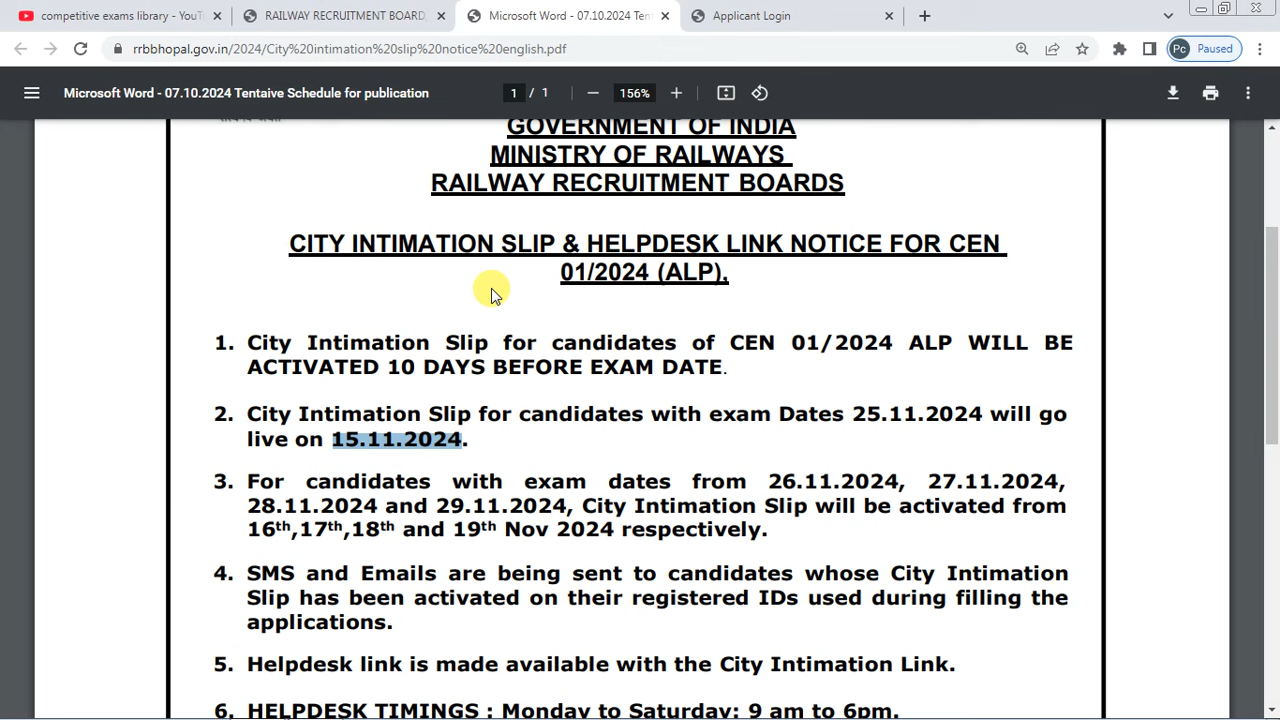 competitive exams library - YouT
RAILWAY RECRUITMENT BOARD,
Microsoft Word - 07.10.2024 Tent
Applicant Login
rrbbhopal.gov.in/2024/City%20intimation%20slip%20notice%20english.pdf
Pc Paused
Microsoft Word - 07.10.2024 Tentaive Schedule for publication
1 / 1
156%
GOVERNMENT OF INDIA
MINISTRY OF RAILWAYS
RAILWAY RECRUITMENT BOARDS
CITY INTIMATION SLIP & HELPDESK LINK NOTICE FOR CEN
01/2024 (ALP),
1. City Intimation Slip for candidates of CEN 01/2024 ALP WILL BE
ACTIVATED 10 DAYS BEFORE EXAM DATE.
2. City Intimation Slip for candidates with exam Dates 25.11.2024 will go
live on 15.11.2024.
3. For candidates with exam dates from 26.11.2024, 27.11.2024,
28.11.2024 and 29.11.2024, City Intimation Slip will be activated from
16th,17th,18th and 19th Nov 2024 respectively.
4. SMS and Emails are being sent to candidates whose City Intimation
Slip has been activated on their registered IDs used during filling the
applications.
5. Helpdesk link is made available with the City Intimation Link.
6. HELPDESK TIMINGS : Monday to Saturday: 9 am to 6pm.